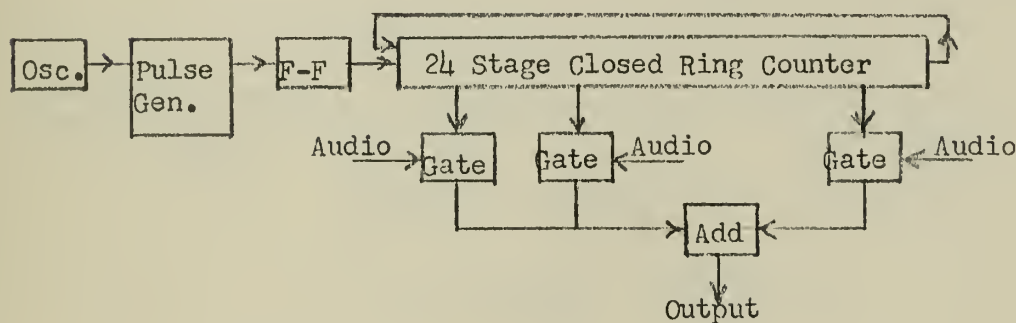 Osc.
Pulse
Gen.
F-F
24 Stage Closed Ring Counter
Audio
Gate
Gate
Audio
Gate
Audio
Add
Output